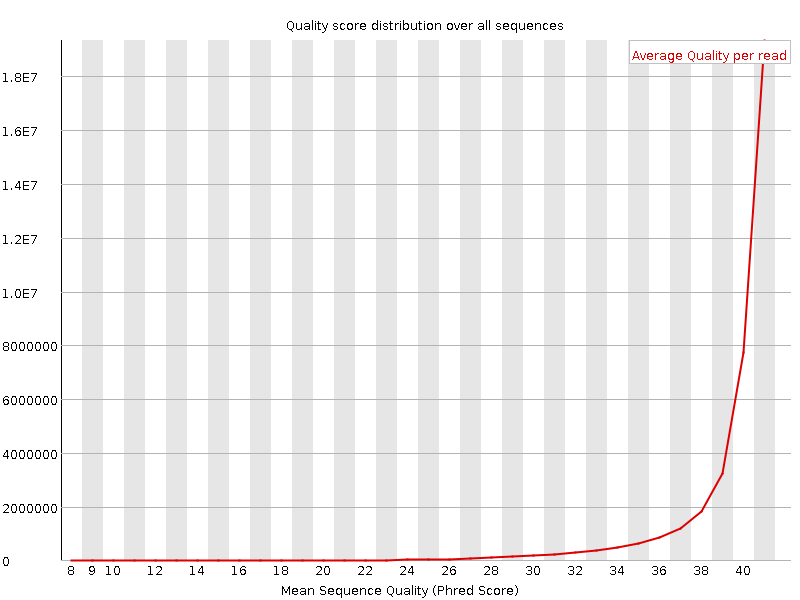 Quality score distribution over all sequences
Average Quality per read
1.8E7
1.6E7
1.4E7
1.2E7
1.0E7
8000000
6000000
4000000
2000000
0
8 9 10 12 14 16 18 20 22 24 26 28 30 32 34 36 38 40
Mean Sequence Quality (Phred Score)